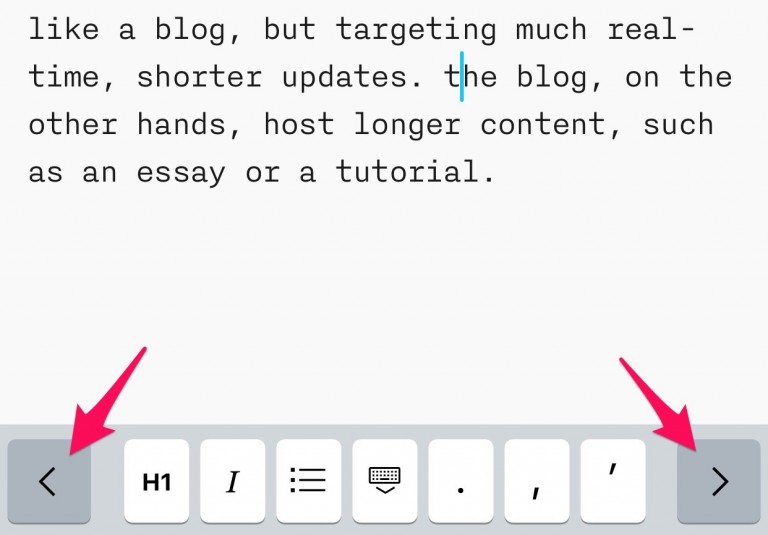 like a blog, but targeting much real-
time, shorter updates. the blog, on the
other hands, host longer content, such
as an essay or a tutorial.
< H1 I . , ' >